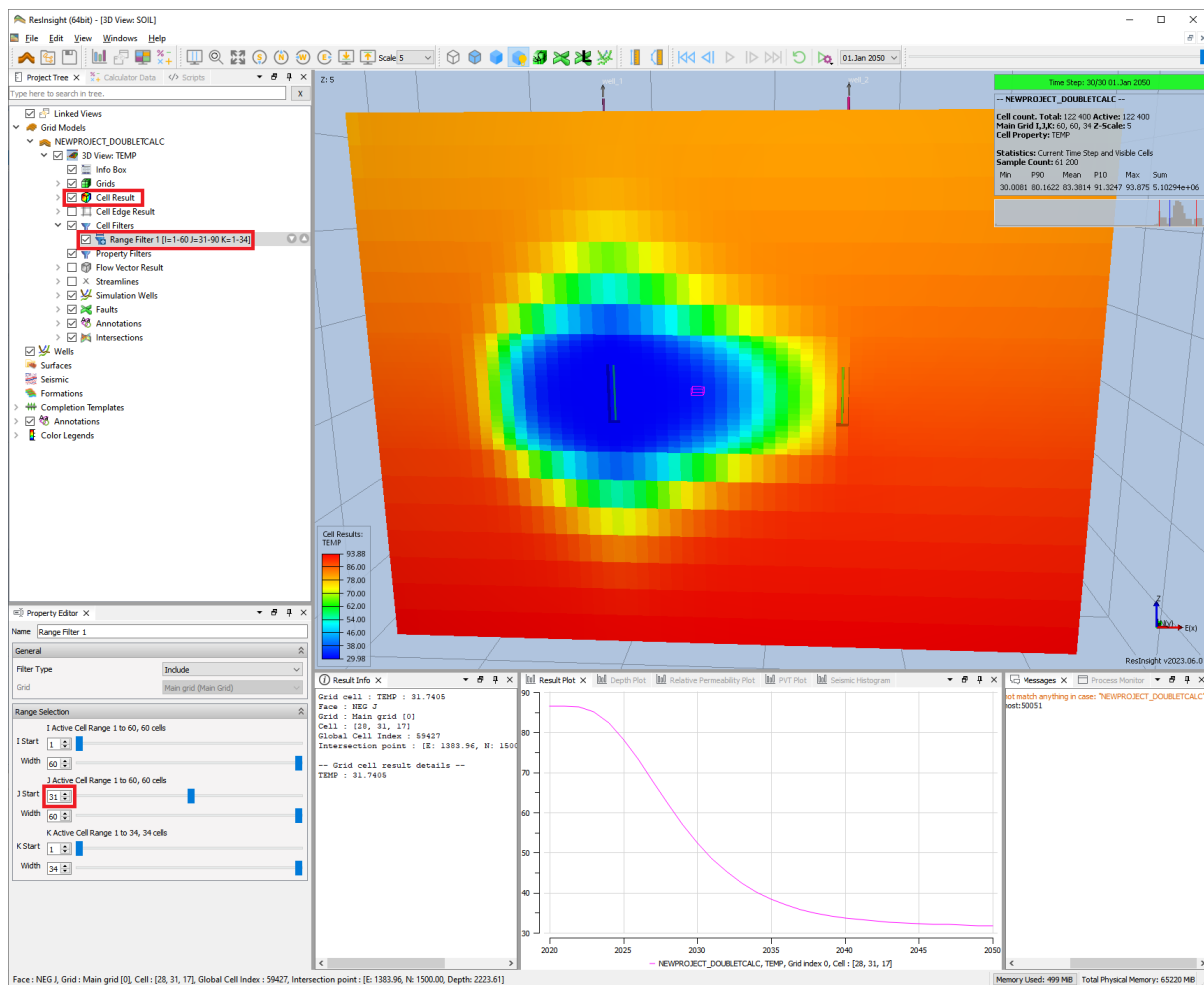 ResInsight (64bit) - [3D View: SOIL]
File Edit View Windows Help
Scale 5 01.Jan 2050
Project Tree Calculator Data Scripts
Type here to search in tree. X
Linked Views
Grid Models
NEWPROJECT_DOUBLETCALC
3D View: TEMP
Info Box
Grids
Cell Result
Cell Edge Result
Cell Filters
Range Filter 1 [I=1-60 J=31-90 K=1-34]
Property Filters
Flow Vector Result
Streamlines
Simulation Wells
Faults
Annotations
Intersections
Wells
Surfaces
Seismic
Formations
Completion Templates
Annotations
Color Legends
Z: 5
well_1
well_2
Time Step: 30/30 01.Jan 2050
-- NEWPROJECT_DOUBLETCALC --
Cell count. Total: 122 400 Active: 122 400
Main Grid I,J,K: 60, 60, 34 Z-Scale: 5
Cell Property: TEMP
Statistics: Current Time Step and Visible Cells
Sample Count: 61 200
Min P90 Mean P10 Max Sum
30.0081 80.1622 83.3814 91.3247 93.875 5.10294e+06
Cell Results:
TEMP
93.88
86.00
78.00
70.00
62.00
54.00
46.00
38.00
29.98
Z
N(y)
E(x)
ResInsight v2023.06.0
Property Editor
Name Range Filter 1
General
Filter Type Include
Grid Main grid (Main Grid)
Range Selection
I Active Cell Range 1 to 60, 60 cells
I Start 1
Width 60
J Active Cell Range 1 to 60, 60 cells
J Start 31
Width 60
K Active Cell Range 1 to 34, 34 cells
K Start 1
Width 34
Result Info
Grid cell : TEMP : 31.7405
Face : NEG J
Grid : Main grid [0]
Cell : [28, 31, 17]
Global Cell Index : 59427
Intersection point : [E: 1383.96, N: 1500
-- Grid cell result details --
TEMP : 31.7405
Result Plot Depth Plot Relative Permeability Plot PVT Plot Seismic Histogram
90
80
70
60
50
40
30
2020 2025 2030 2035 2040 2045 2050
NEWPROJECT_DOUBLETCALC, TEMP, Grid index 0, Cell : [28, 31, 17]
Messages Process Monitor
not match anything in case: "NEWPROJECT_DOUBLETCALC"
host:50051
Face : NEG J, Grid : Main grid [0], Cell : [28, 31, 17], Global Cell Index : 59427, Intersection point : [E: 1383.96, N: 1500.00, Depth: 2223.61]
Memory Used: 499 MiB Total Physical Memory: 65220 MiB